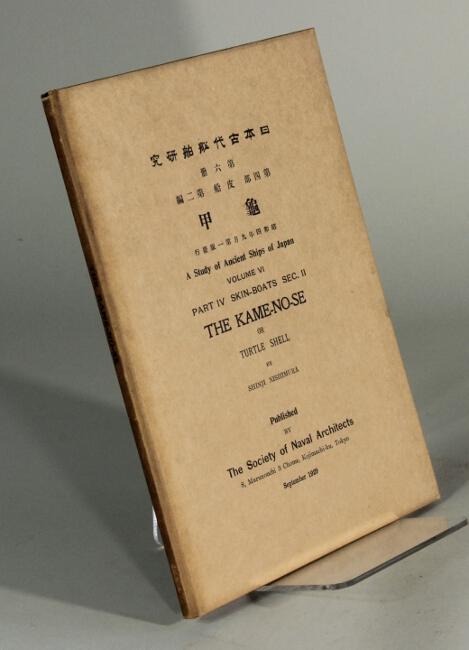 究硏舶船代古本日
册六第
編二第 船皮 部四第
甲龜
行發版一第月九年四和昭
A Study of Ancient Ships of Japan
VOLUME VI
PART IV SKIN-BOATS SEC. II
THE KAME-NO-SE
OR
TURTLE SHELL
BY
SHINJI NISHIMURA
Published
BY
The Society of Naval Architects
8, Marunouchi 3 Chome, Kojimachi-ku, Tokyo
September 1929